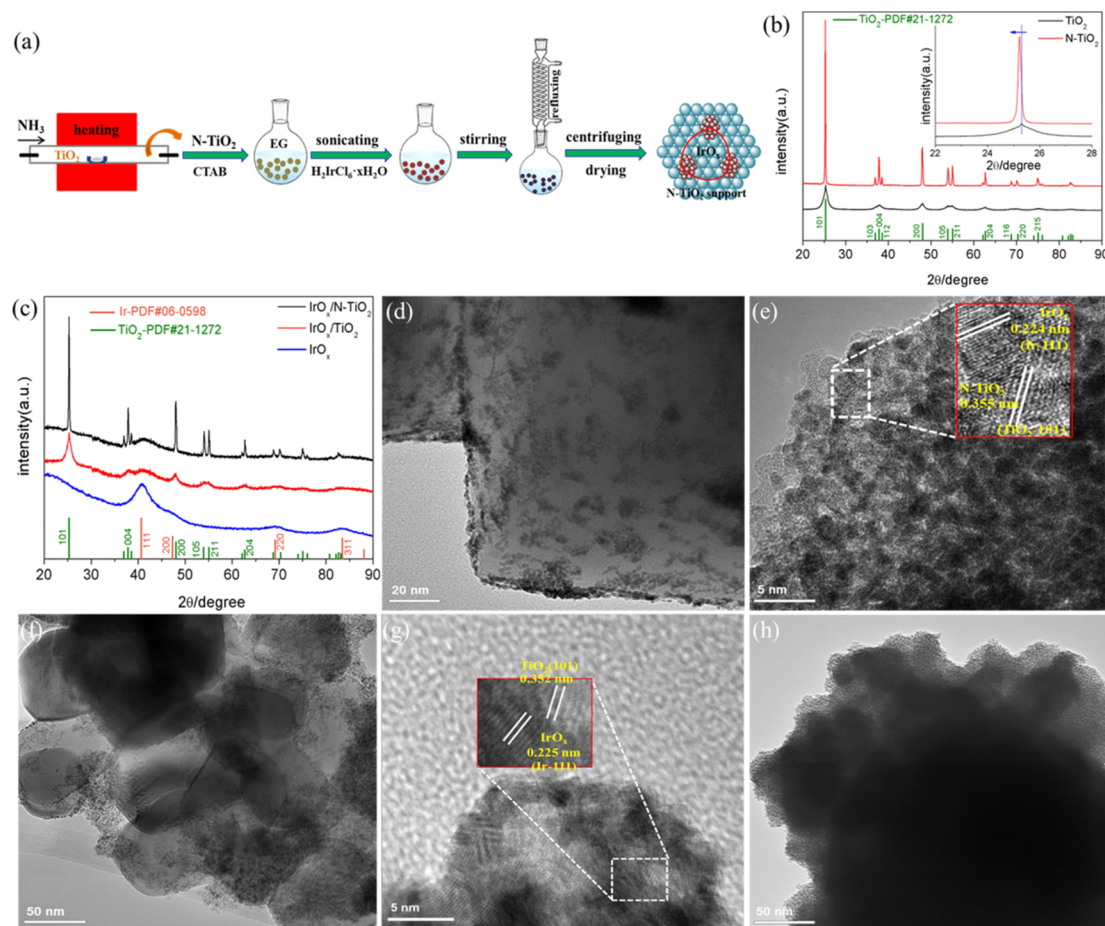 (a)
NH₃
heating
TiO₂
N-TiO₂
CTAB
EG
sonicating
H₂IrCl₆·xH₂O
stirring
refluxing
centrifuging
drying
IrOₓ
N-TiO₂ support
(b)
TiO₂-PDF#21-1272
TiO₂
N-TiO₂
intensity(a.u.)
intensity(a.u.)
22 24 26 28
2θ/degree
101
103
004
112
200
105
211
204
116
220
215
20 30 40 50 60 70 80 90
2θ/degree
(c)
Ir-PDF#06-0598
TiO₂-PDF#21-1272
IrOₓ/N-TiO₂
IrOₓ/TiO₂
IrOₓ
intensity(a.u.)
101
004
111
200
200
105
211
204
220
311
20 30 40 50 60 70 80 90
2θ/degree
(d)
20 nm
(e)
IrOₓ
0.224 nm
(Ir-111)
N-TiO₂
0.355 nm
(TiO₂-101)
5 nm
(f)
50 nm
(g)
TiO₂(101)
0.352 nm
IrOₓ
0.225 nm
(Ir-111)
5 nm
(h)
50 nm